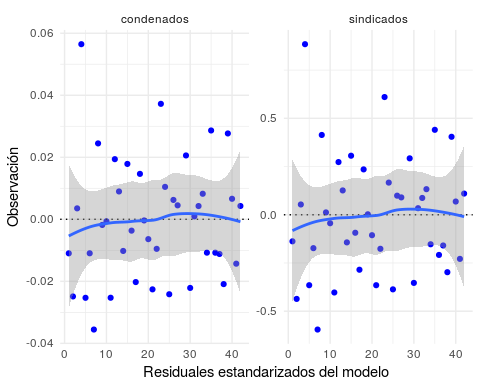 condenados
sindicados
0.06
0.04
0.02
0.00
-0.02
-0.04
0.5
0.0
-0.5
0 10 20 30 40
0 10 20 30 40
Observación
Residuales estandarizados del modelo